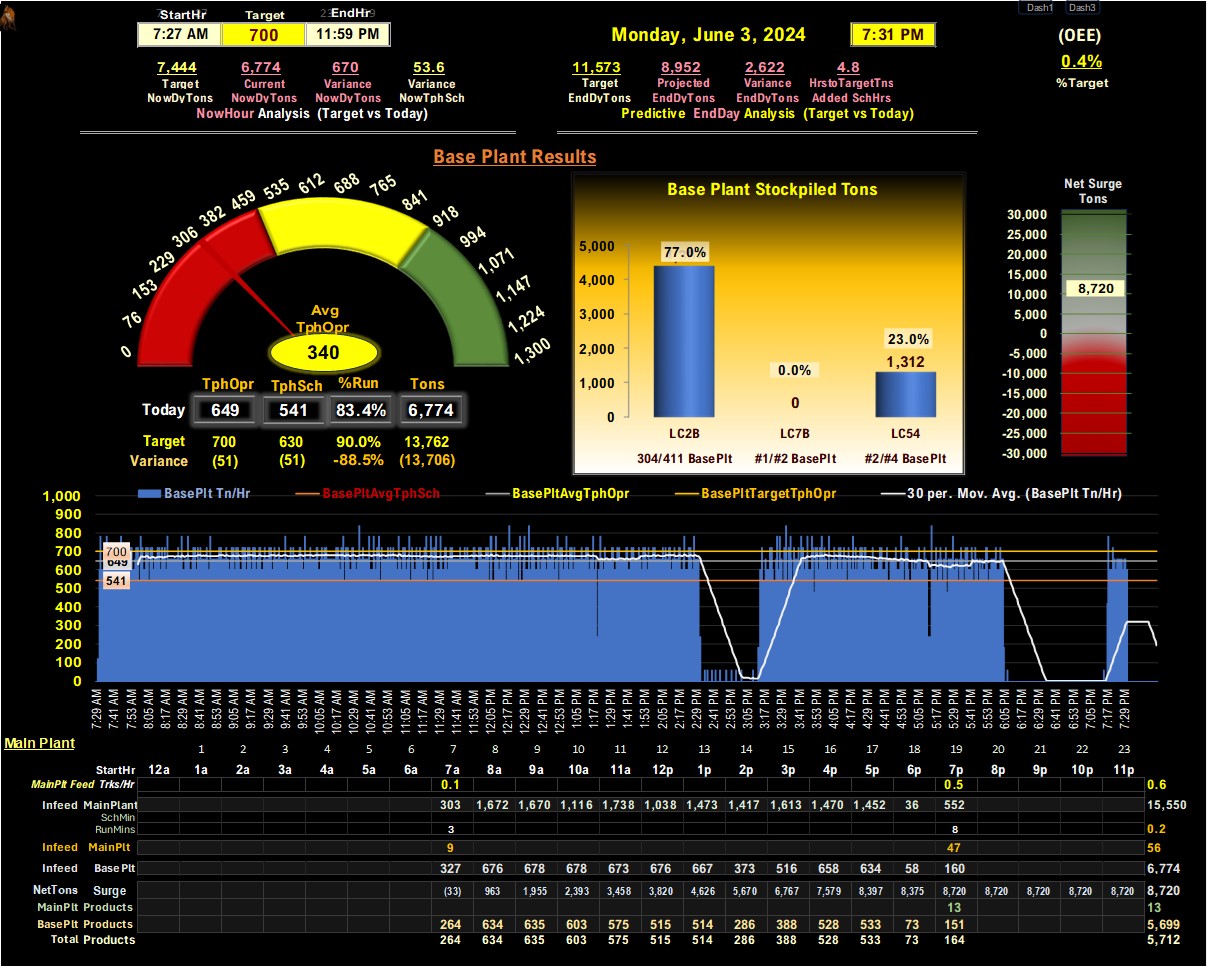 Dash1 Dash3
StartHr Target EndHr
7:27 AM 700 11:59 PM
Monday, June 3, 2024 7:31 PM
(OEE)
0.4%
%Target
7,444 6,774 670 53.6
Target Current Variance Variance
NowDyTons NowDyTons NowDyTons NowTphSch
NowHour Analysis (Target vs Today)
11,573 8,952 2,622 4.8
Target Projected Variance HrstoTargetTns
EndDyTons EndDyTons EndDyTons Added SchHrs
Predictive EndDay Analysis (Target vs Today)
Base Plant Results
0 76 153 229 306 382 459 535 612 688 765 841 918 994 1,071 1,147 1,224 1,300
Avg
TphOpr
340
TphOpr TphSch %Run Tons
Today 649 541 83.4% 6,774
Target 700 630 90.0% 13,762
Variance (51) (51) -88.5% (13,706)
Base Plant Stockpiled Tons
5,000
4,000
3,000
2,000
1,000
0
77.0%
0.0%
0
23.0%
1,312
LC2B LC7B LC54
304/411 BasePlt #1/#2 BasePlt #2/#4 BasePlt
Net Surge
Tons
30,000
25,000
20,000
15,000
10,000
5,000
0
-5,000
-10,000
-15,000
-20,000
-25,000
-30,000
8,720
BasePlt Tn/Hr BasePltAvgTphSch BasePltAvgTphOpr BasePltTargetTphOpr 30 per. Mov. Avg. (BasePlt Tn/Hr)
1,000
900
800
700
600
500
400
300
200
100
0
700
649
541
7:29 AM 7:41 AM 7:53 AM 8:05 AM 8:17 AM 8:29 AM 8:41 AM 8:53 AM 9:05 AM 9:17 AM 9:29 AM 9:41 AM 9:53 AM 10:05 AM 10:17 AM 10:29 AM 10:41 AM 10:53 AM 11:05 AM 11:17 AM 11:29 AM 11:41 AM 11:53 AM 12:05 PM 12:17 PM 12:29 PM 12:41 PM 12:53 PM 1:05 PM 1:17 PM 1:29 PM 1:41 PM 1:53 PM 2:05 PM 2:17 PM 2:29 PM 2:41 PM 2:53 PM 3:05 PM 3:17 PM 3:29 PM 3:41 PM 3:53 PM 4:05 PM 4:17 PM 4:29 PM 4:41 PM 4:53 PM 5:05 PM 5:17 PM 5:29 PM 5:41 PM 5:53 PM 6:05 PM 6:17 PM 6:29 PM 6:41 PM 6:53 PM 7:05 PM 7:17 PM 7:29 PM
Main Plant
1 2 3 4 5 6 7 8 9 10 11 12 13 14 15 16 17 18 19 20 21 22 23
StartHr 12a 1a 2a 3a 4a 5a 6a 7a 8a 9a 10a 11a 12p 1p 2p 3p 4p 5p 6p 7p 8p 9p 10p 11p
MainPlt Feed Trks/Hr 0.1 0.5 0.6
Infeed MainPlant 303 1,672 1,670 1,116 1,738 1,038 1,473 1,417 1,613 1,470 1,452 36 552 15,550
SchMin
RunMins 3 8 0.2
Infeed MainPlt 9 47 56
Infeed BasePlt 327 676 678 678 673 676 667 373 516 658 634 58 160 6,774
NetTons Surge (33) 963 1,955 2,393 3,458 3,820 4,626 5,670 6,767 7,579 8,397 8,375 8,720 8,720 8,720 8,720 8,720 8,720
MainPlt Products 13 13
BasePlt Products 264 634 635 603 575 515 514 286 388 528 533 73 151 5,699
Total Products 264 634 635 603 575 515 514 286 388 528 533 73 164 5,712